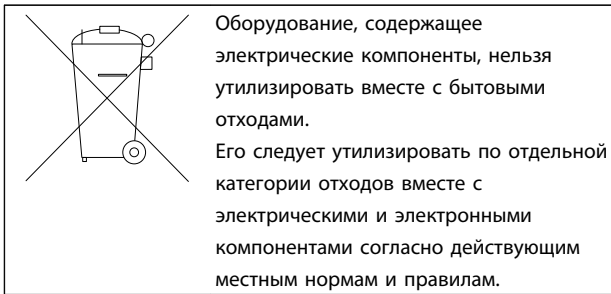 Оборудование, содержащее
электрические компоненты, нельзя
утилизировать вместе с бытовыми
отходами.
Его следует утилизировать по отдельной
категории отходов вместе с
электрическими и электронными
компонентами согласно действующим
местным нормам и правилам.